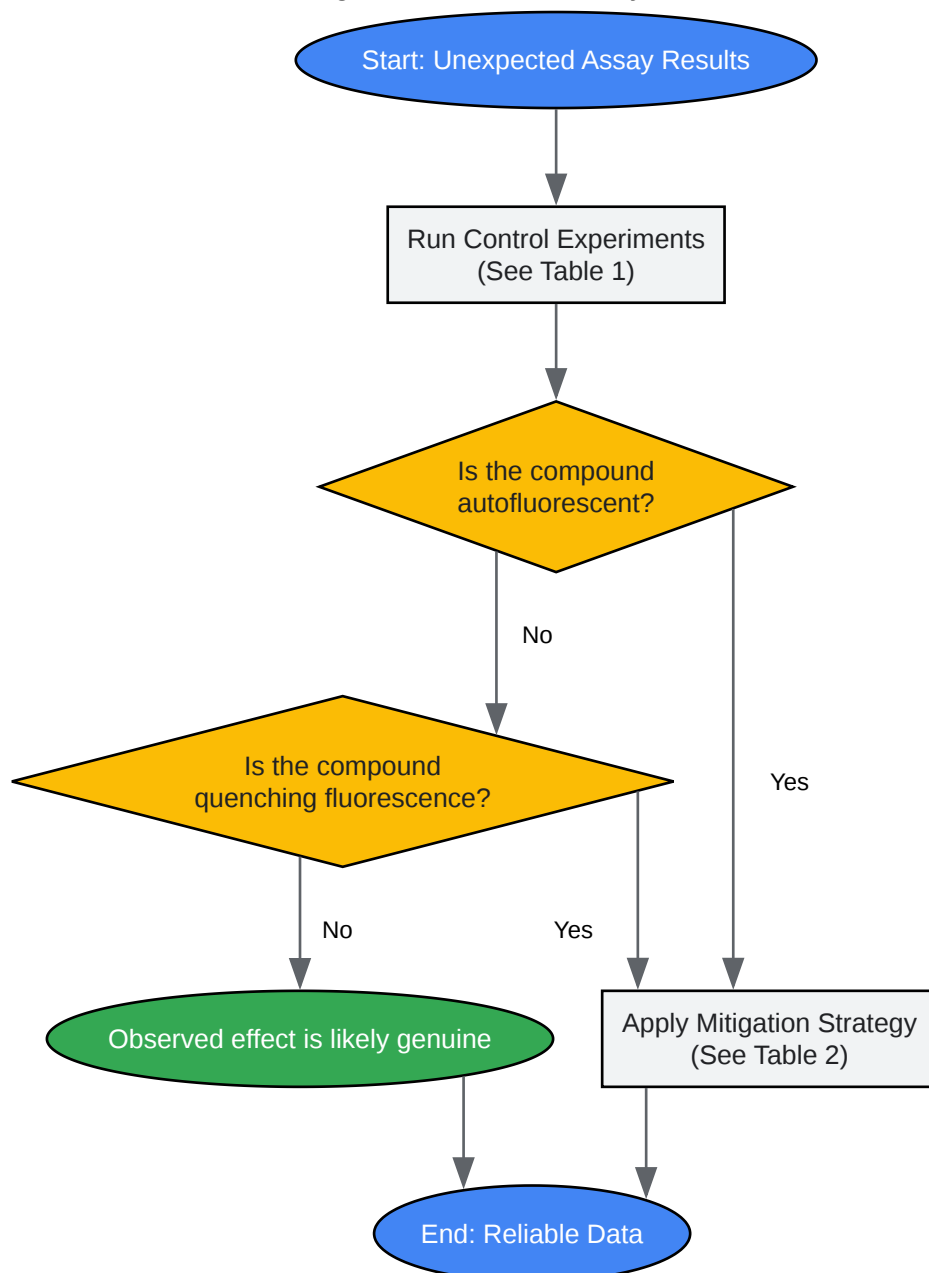 Start: Unexpected Assay Results
Run Control Experiments
(See Table 1)
Is the compound
autofluorescent?
No
Is the compound
quenching fluorescence?
Yes
No
Yes
Observed effect is likely genuine
Apply Mitigation Strategy
(See Table 2)
End: Reliable Data